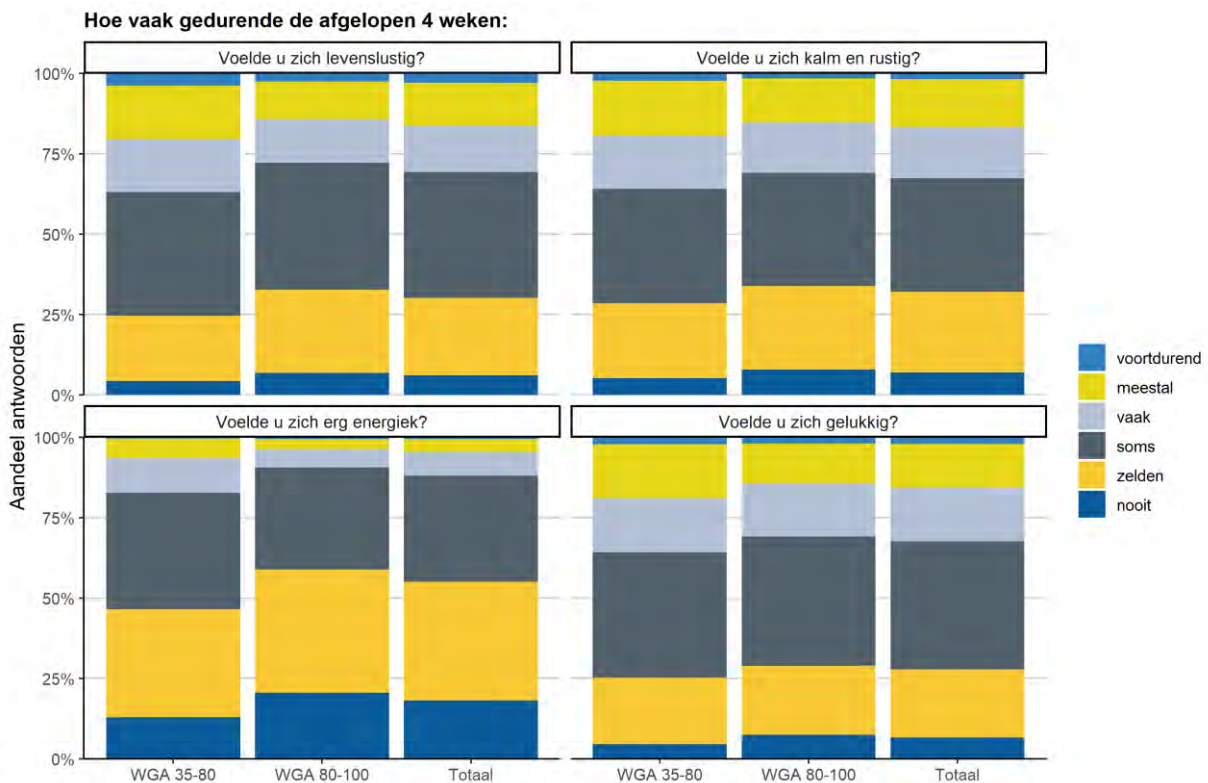 Hoe vaak gedurende de afgelopen 4 weken:
Voelde u zich levenslustig?
Voelde u zich kalm en rustig?
100%
75%
50%
25%
0%
Voelde u zich erg energiek?
Voelde u zich gelukkig?
100%
75%
50%
25%
0%
Aandeel antwoorden
WGA 35-80
WGA 80-100
Totaal
WGA 35-80
WGA 80-100
Totaal
voortdurend
meestal
vaak
soms
zelden
nooit